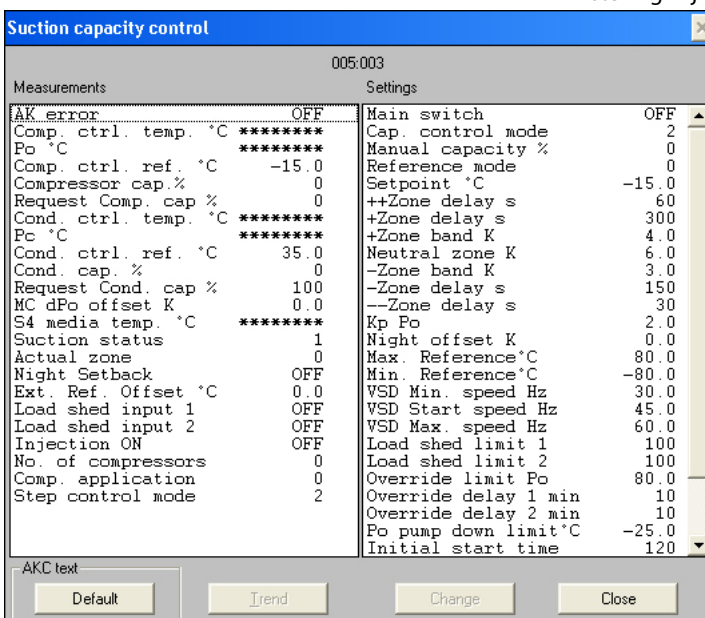 Suction capacity control
005:003
Measurements
AK error OFF
Comp. ctrl. temp. °C ********
Po °C ********
Comp. ctrl. ref. °C -15.0
Compressor cap.% 0
Request Comp. cap % 0
Cond. ctrl. temp. °C ********
Pc °C ********
Cond. ctrl. ref. °C 35.0
Cond. cap. % 0
Request Cond. cap % 100
MC dPo offset K 0.0
S4 media temp. °C ********
Suction status 1
Actual zone 0
Night Setback OFF
Ext. Ref. Offset °C 0.0
Load shed input 1 OFF
Load shed input 2 OFF
Injection ON OFF
No. of compressors 0
Comp. application 0
Step control mode 2
Settings
Main switch OFF
Cap. control mode 2
Manual capacity % 0
Reference mode 0
Setpoint °C -15.0
++Zone delay s 60
+Zone delay s 300
+Zone band K 4.0
Neutral zone K 6.0
-Zone band K 3.0
-Zone delay s 150
--Zone delay s 30
Kp Po 2.0
Night offset K 0.0
Max. Reference°C 80.0
Min. Reference°C -80.0
VSD Min. speed Hz 30.0
VSD Start speed Hz 45.0
VSD Max. speed Hz 60.0
Load shed limit 1 100
Load shed limit 2 100
Override limit Po 80.0
Override delay 1 min 10
Override delay 2 min 10
Po pump down limit°C -25.0
Initial start time 120
AKC text
Default
Trend
Change
Close